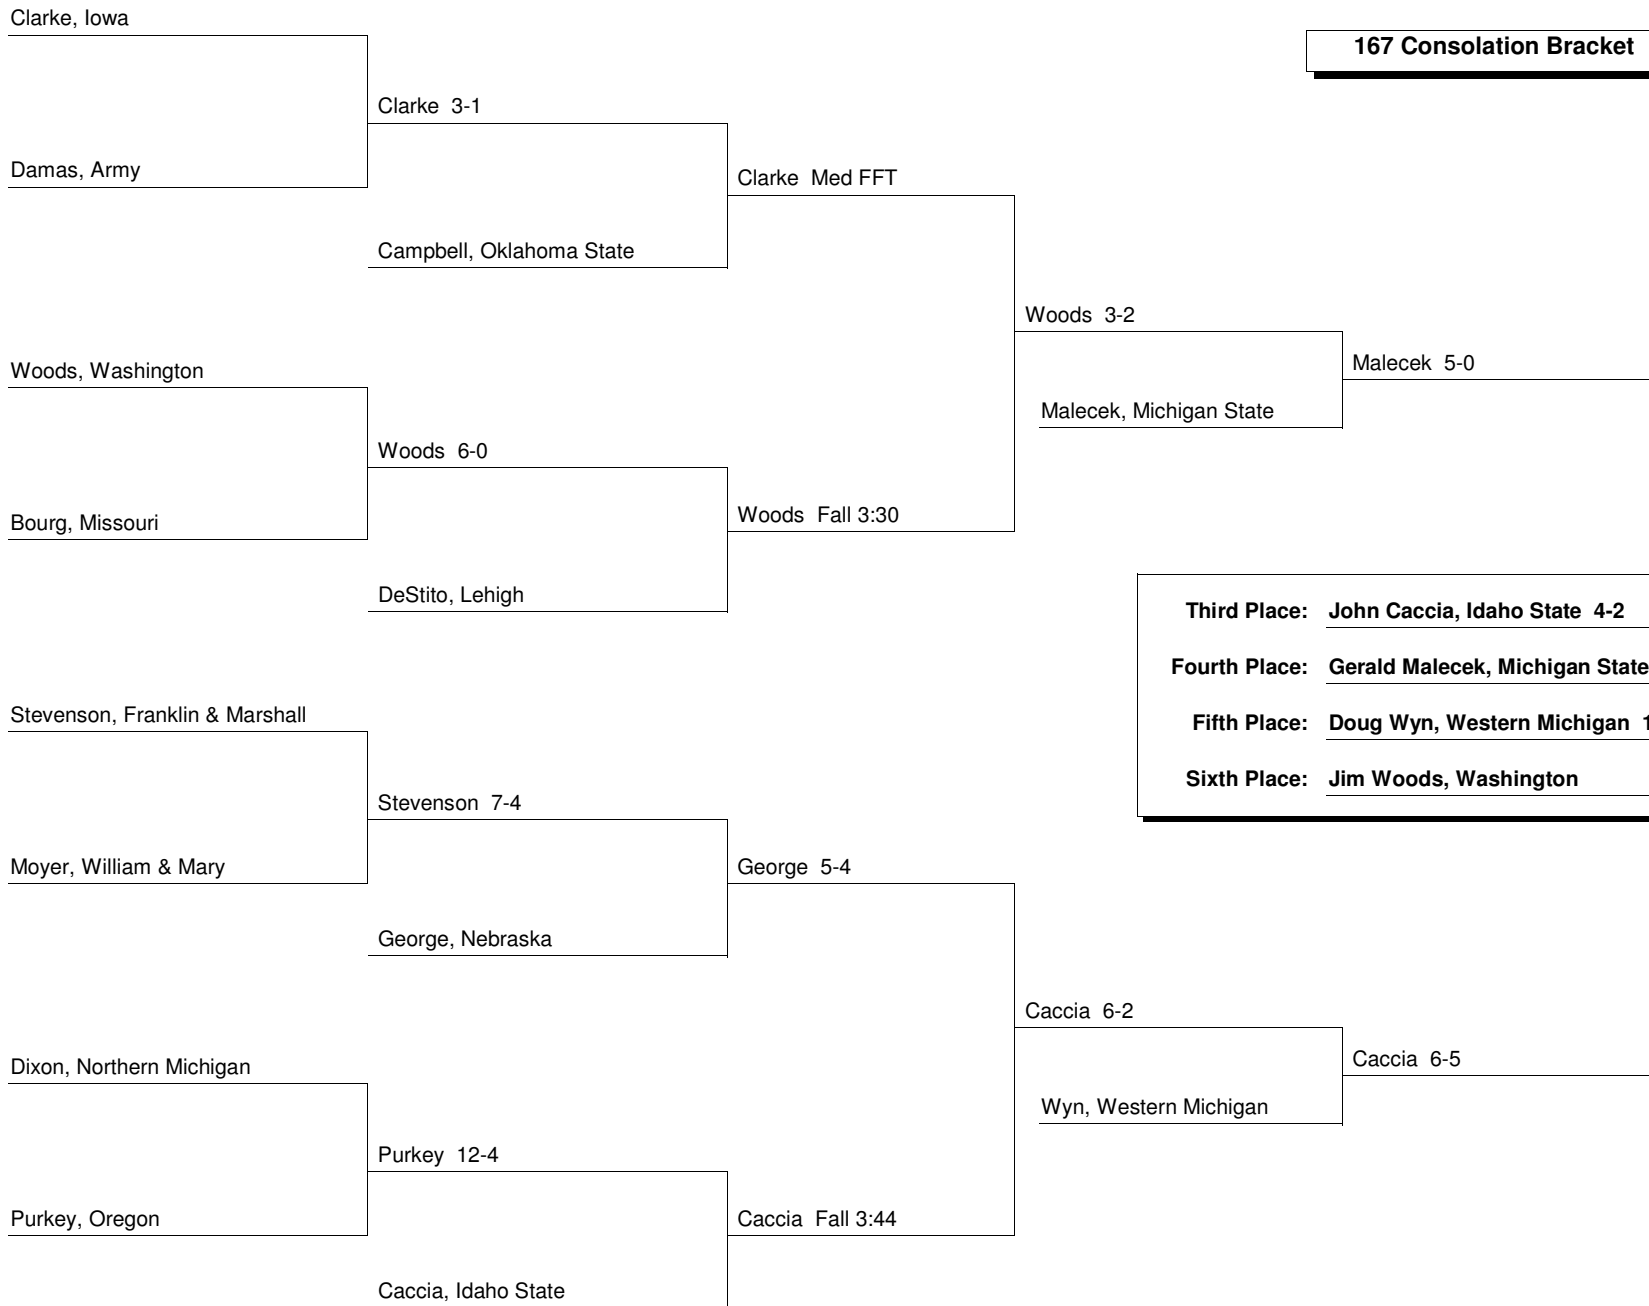 Clarke, Iowa
167 Consolation Bracket
Clarke 3-1
Damas, Army
Clarke Med FFT
Campbell, Oklahoma State
Woods 3-2
Woods, Washington
Malecek 5-0
Malecek, Michigan State
Woods 6-0
Bourg, Missouri
Woods Fall 3:30
DeStito, Lehigh
Third Place: John Caccia, Idaho State 4-2
Fourth Place: Gerald Malecek, Michigan State
Fifth Place: Doug Wyn, Western Michigan 1
Sixth Place: Jim Woods, Washington
Stevenson, Franklin & Marshall
Stevenson 7-4
Moyer, William & Mary
George 5-4
George, Nebraska
Caccia 6-2
Dixon, Northern Michigan
Caccia 6-5
Wyn, Western Michigan
Purkey 12-4
Purkey, Oregon
Caccia Fall 3:44
Caccia, Idaho State